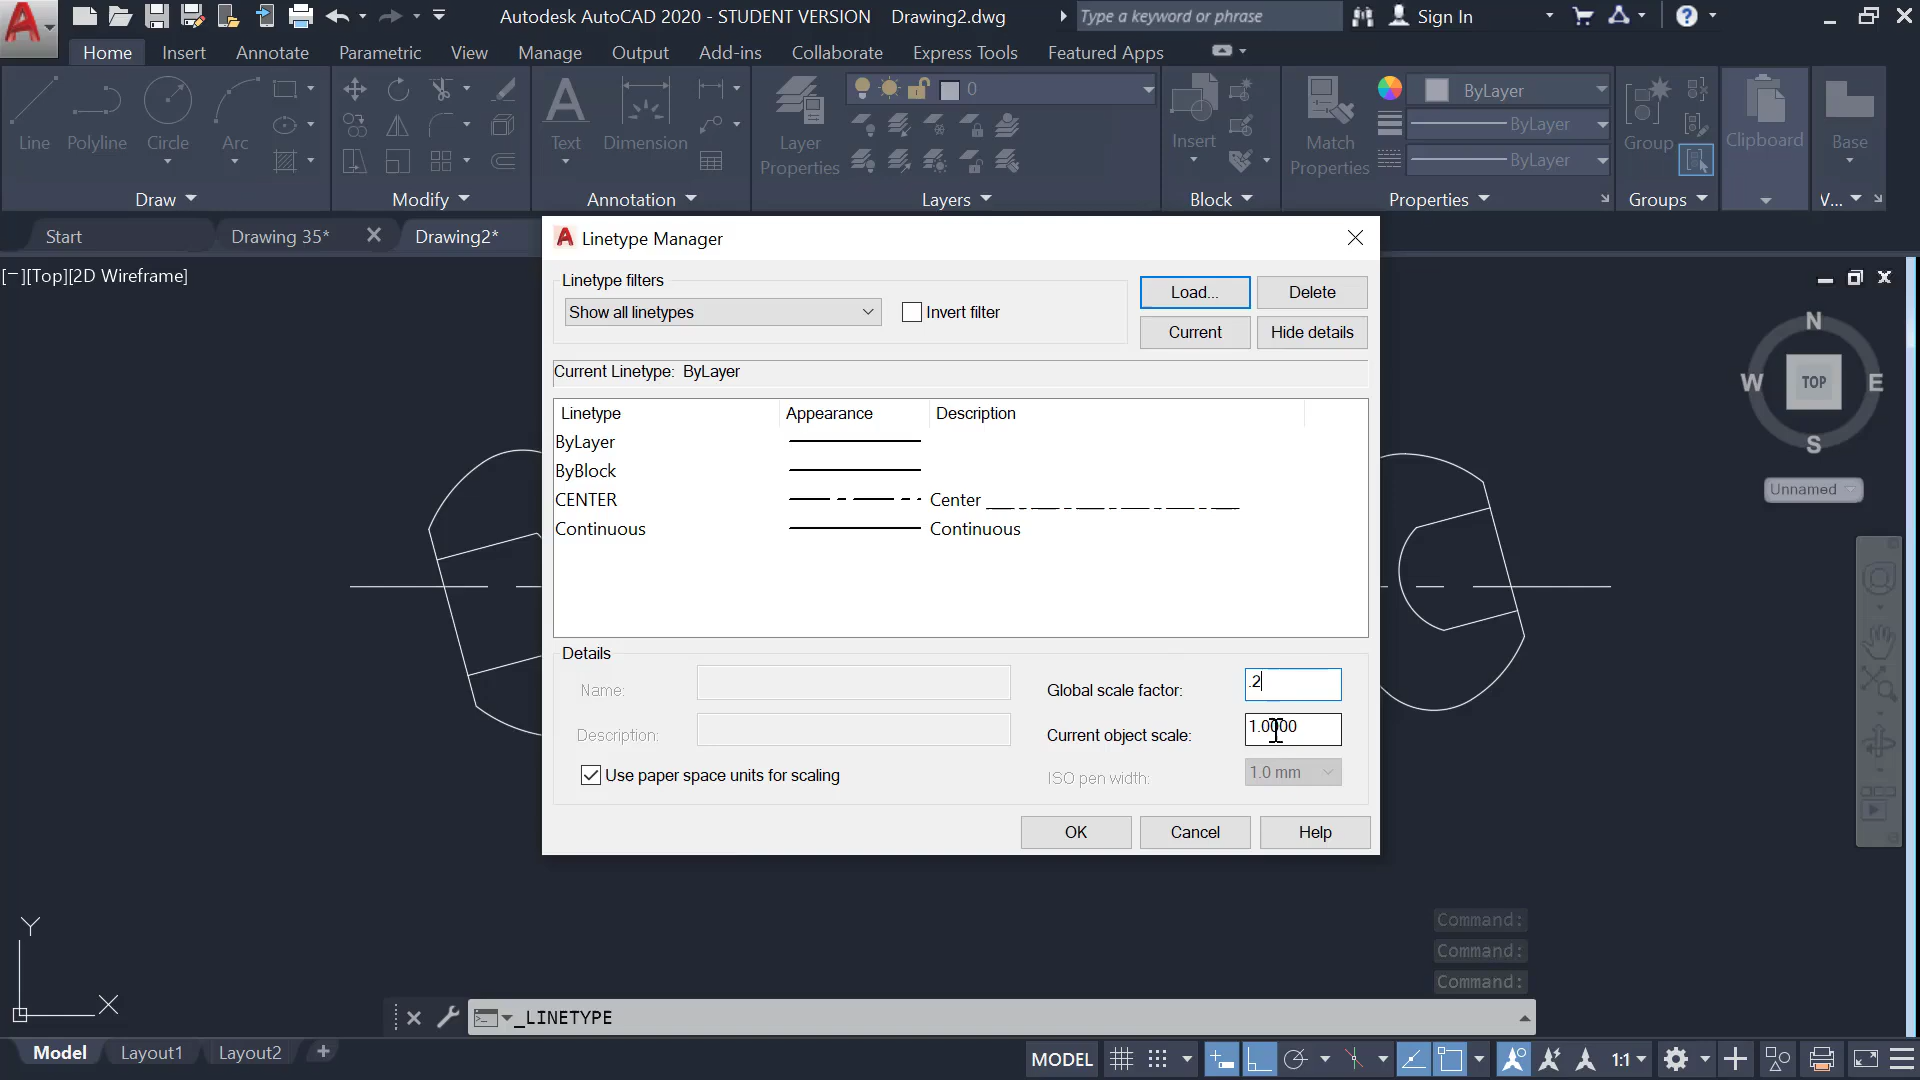 Autodesk AutoCAD 2020 - STUDENT VERSION Drawing2.dwg Type a keyword or phrase Sign In
Home Insert Annotate Parametric View Manage Output Add-ins Collaborate Express Tools Featured Apps
Line Polyline Circle Arc
Text Dimension
Layer Properties
0
Insert
Match Properties
ByLayer
ByLayer
ByLayer
Group
Clipboard
Base
Draw Modify Annotation Layers Block Properties Groups V...
Start Drawing 35* Drawing2*
[−][Top][2D Wireframe]
Linetype Manager
Linetype filters
Show all linetypes Invert filter
Load... Delete
Current Hide details
Current Linetype: ByLayer
Linetype Appearance Description
ByLayer
ByBlock
CENTER Center
Continuous Continuous
Details
Name: Global scale factor: .2
Description: Current object scale: 1.0000
Use paper space units for scaling ISO pen width: 1.0 mm
OK Cancel Help
N
W TOP E
S
Unnamed
Y
X
Command:
Command:
Command:
_LINETYPE
Model Layout1 Layout2 +
MODEL 1:1